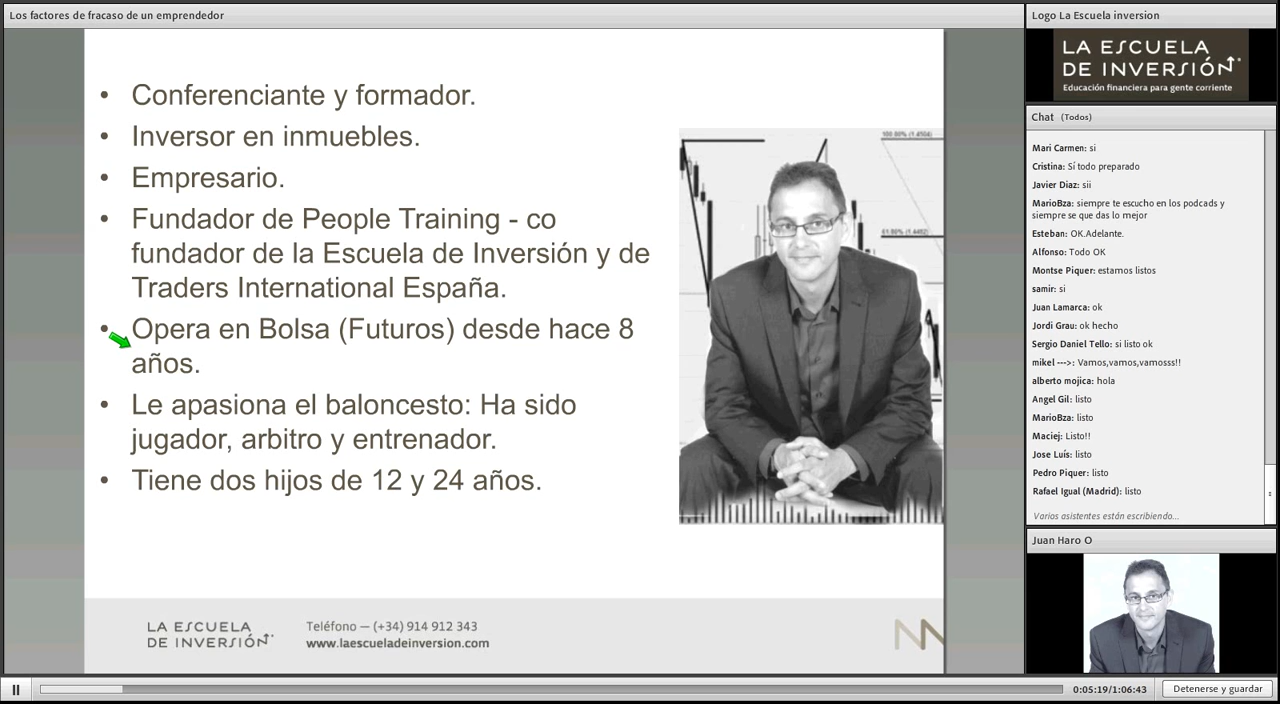 Los factores de fracaso de un emprendedor
• Conferenciante y formador.
• Inversor en inmuebles.
• Empresario.
• Fundador de People Training - co
fundador de la Escuela de Inversión y de
Traders International España.
• Opera en Bolsa (Futuros) desde hace 8
años.
• Le apasiona el baloncesto: Ha sido
jugador, arbitro y entrenador.
• Tiene dos hijos de 12 y 24 años.
100.00% (1.4504)
LA ESCUELA
DE INVERSIÓN
Teléfono — (+34) 914 912 343
www.laescueladeinversion.com
Logo La Escuela inversion
LA ESCUELA
DE INVERSIÓN
Educación financiera para gente corriente
Chat (Todos)
Mari Carmen: si
Cristina: Sí todo preparado
Javier Diaz: sii
MarioBza: siempre te escucho en los podcads y
siempre se que das lo mejor
Esteban: OK.Adelante.
Alfonso: Todo OK
Montse Piquer: estamos listos
samir: si
Juan Lamarca: ok
Jordi Grau: ok hecho
Sergio Daniel Tello: si listo ok
mikel --->: Vamos,vamos,vamosss!!
alberto mojica: hola
Angel Gil: listo
MarioBza: listo
Maciej: Listo!!
Jose Luís: listo
Pedro Piquer: listo
Rafael Igual (Madrid): listo
Varios asistentes están escribiendo...
Juan Haro O
0:05:19/1:06:43
Detenerse y guardar